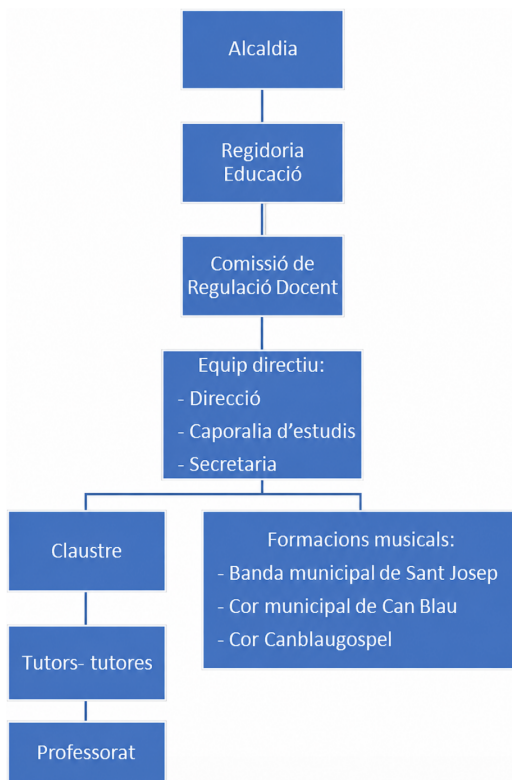 Alcaldia
Regidoria
Educació
Comissió de
Regulació Docent
Equip directiu:
- Direcció
- Caporalia d'estudis
- Secretaria
Claustre
Tutors- tutores
Professorat
Formacions musicals:
- Banda municipal de Sant Josep
- Cor municipal de Can Blau
- Cor Canblaugospel